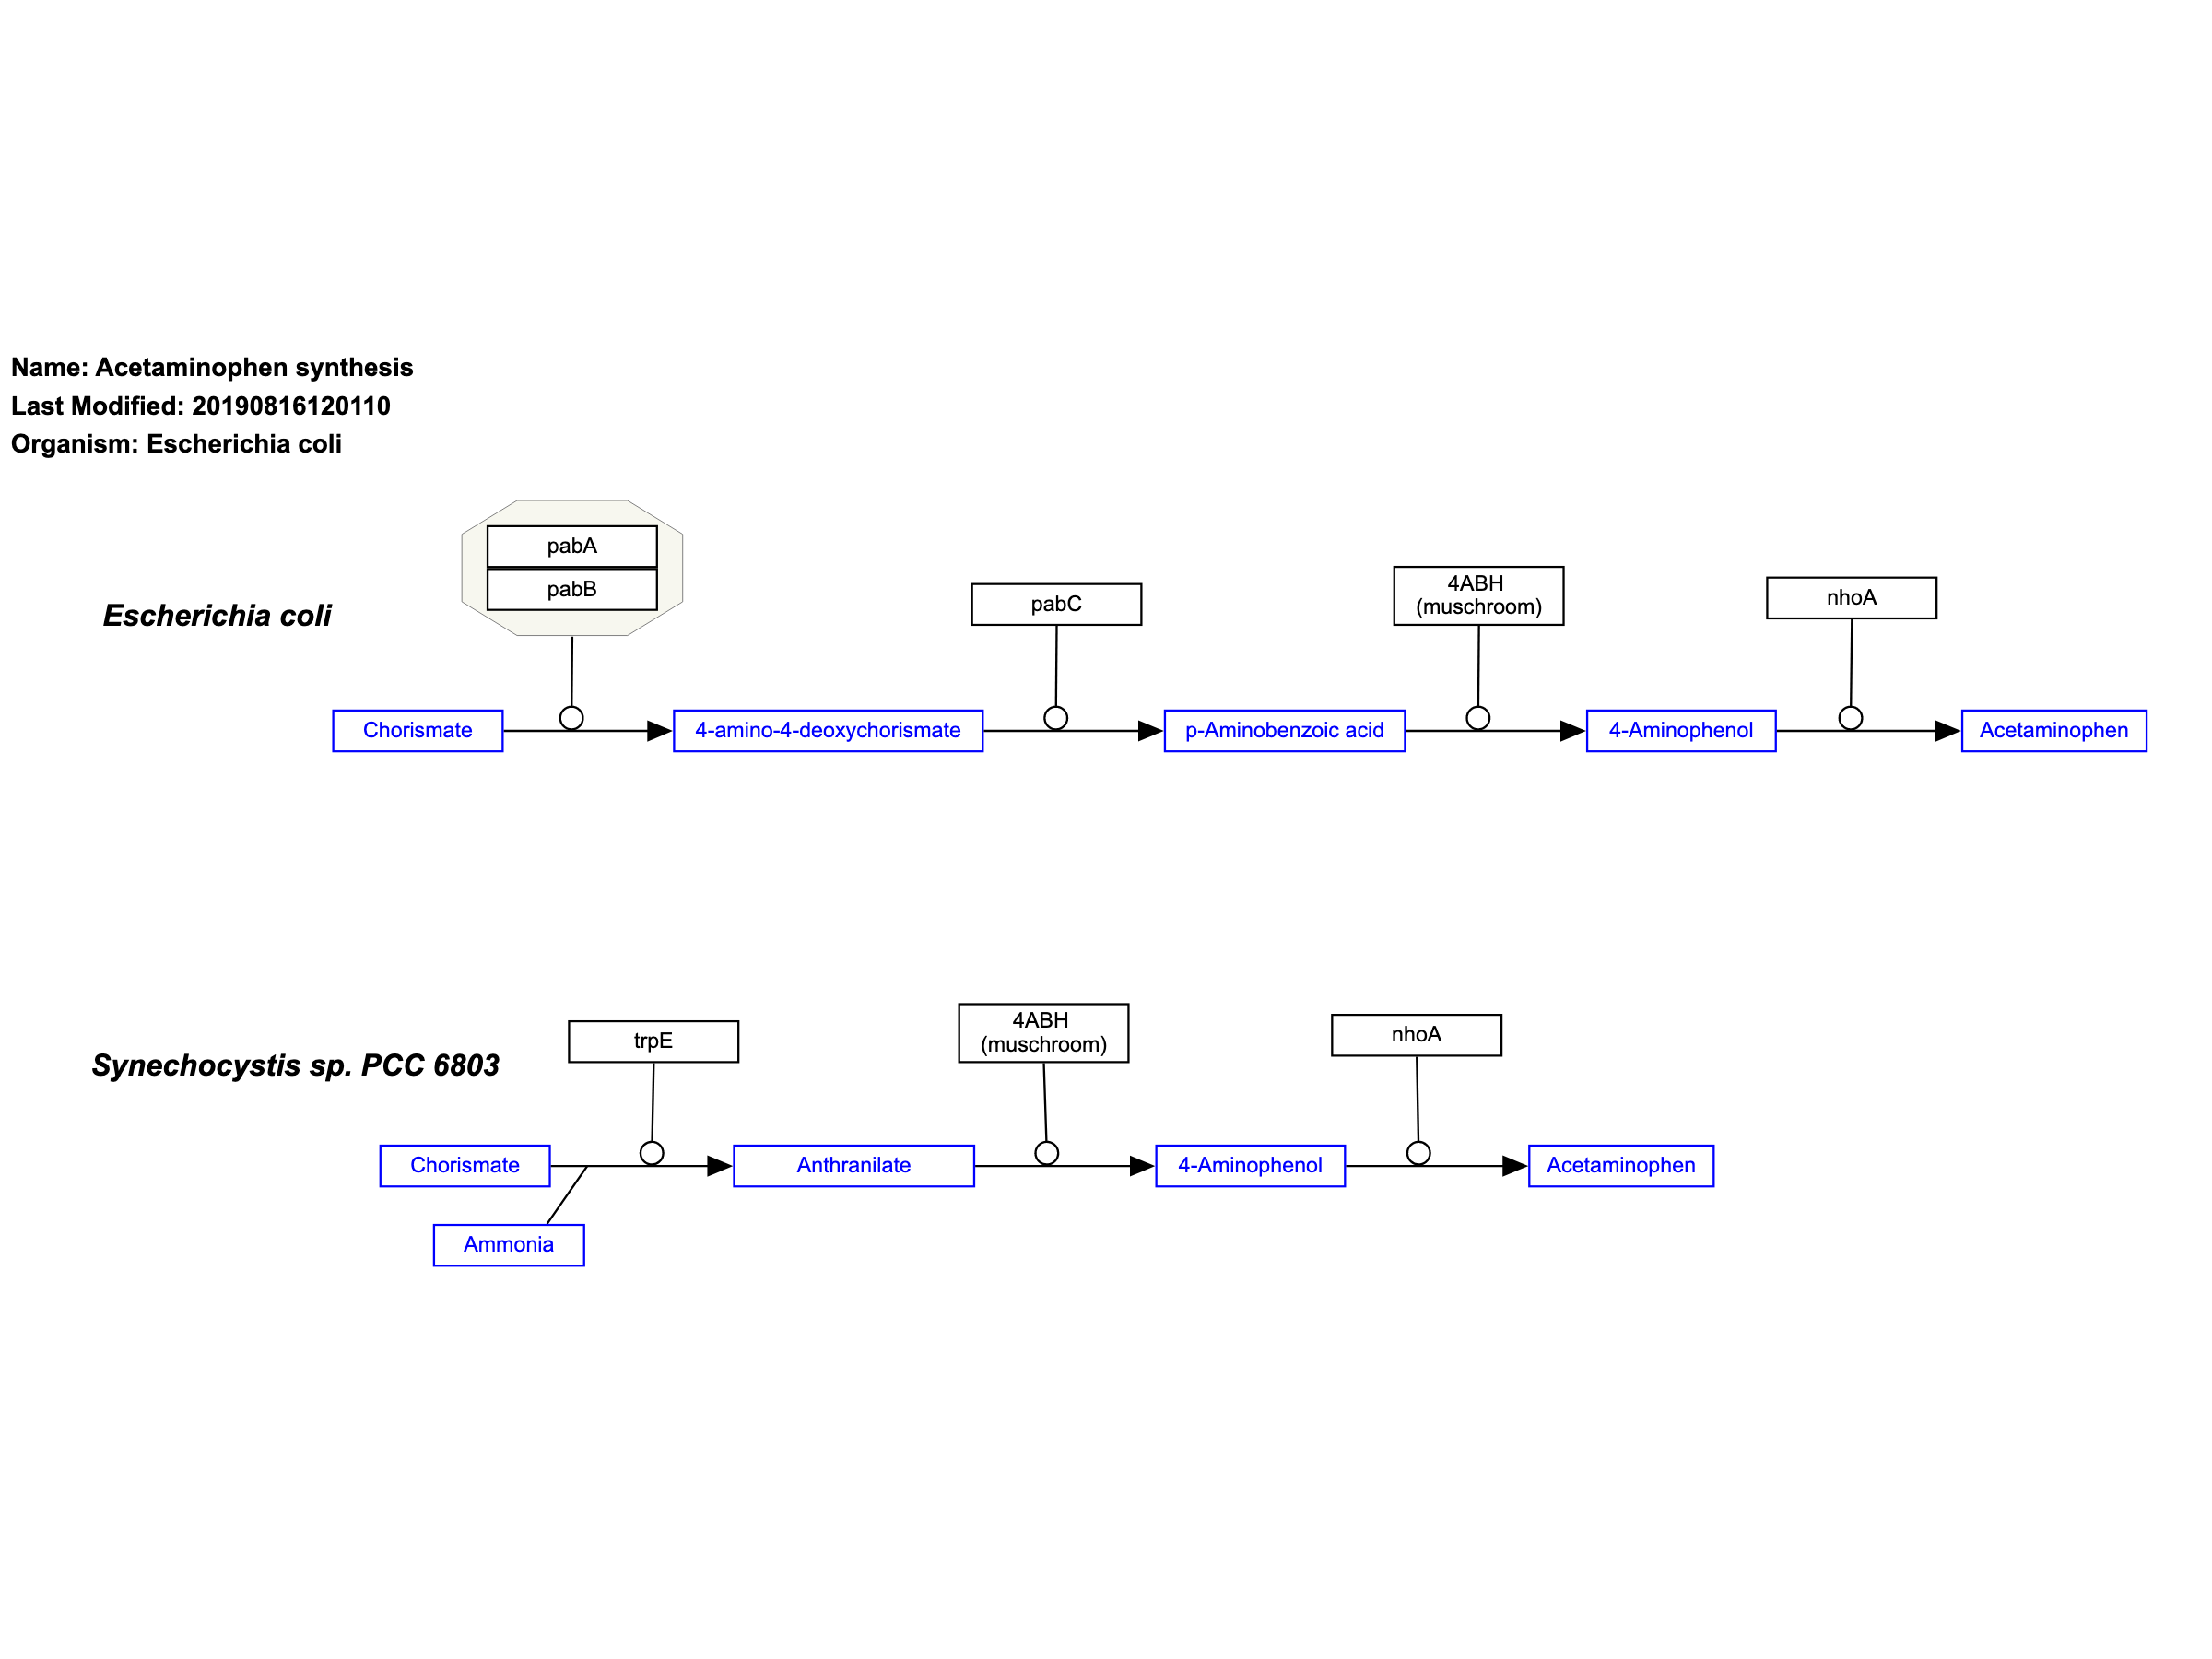 Name: Acetaminophen synthesis
Last Modified: 20190816120110
Organism: Escherichia coli
pabA
pabB
Escherichia coli
pabC
4ABH
(muschroom)
nhoA
Chorismate
4-amino-4-deoxychorismate
p-Aminobenzoic acid
4-Aminophenol
Acetaminophen
Synechocystis sp. PCC 6803
trpE
4ABH
(muschroom)
nhoA
Chorismate
Anthranilate
4-Aminophenol
Acetaminophen
Ammonia